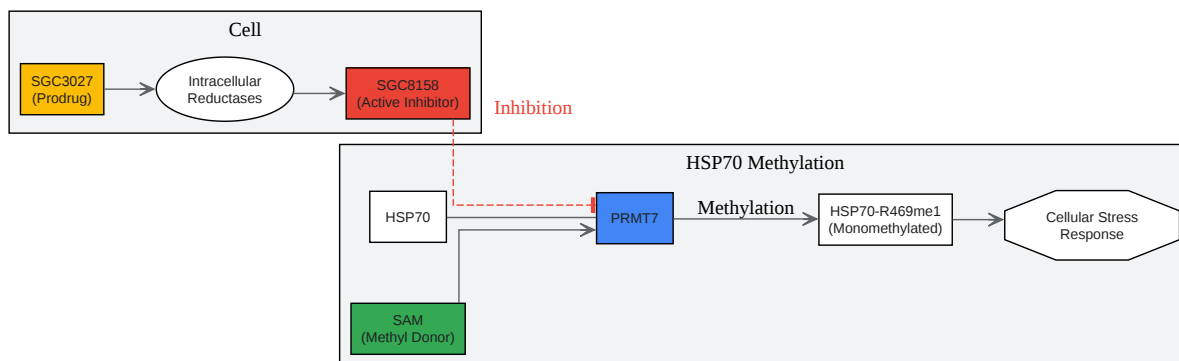 Cell
SGC3027
(Prodrug)
Intracellular
Reductases
SGC8158
(Active Inhibitor)
Inhibition
HSP70 Methylation
HSP70
PRMT7
Methylation
HSP70-R469me1
(Monomethylated)
Cellular Stress
Response
SAM
(Methyl Donor)